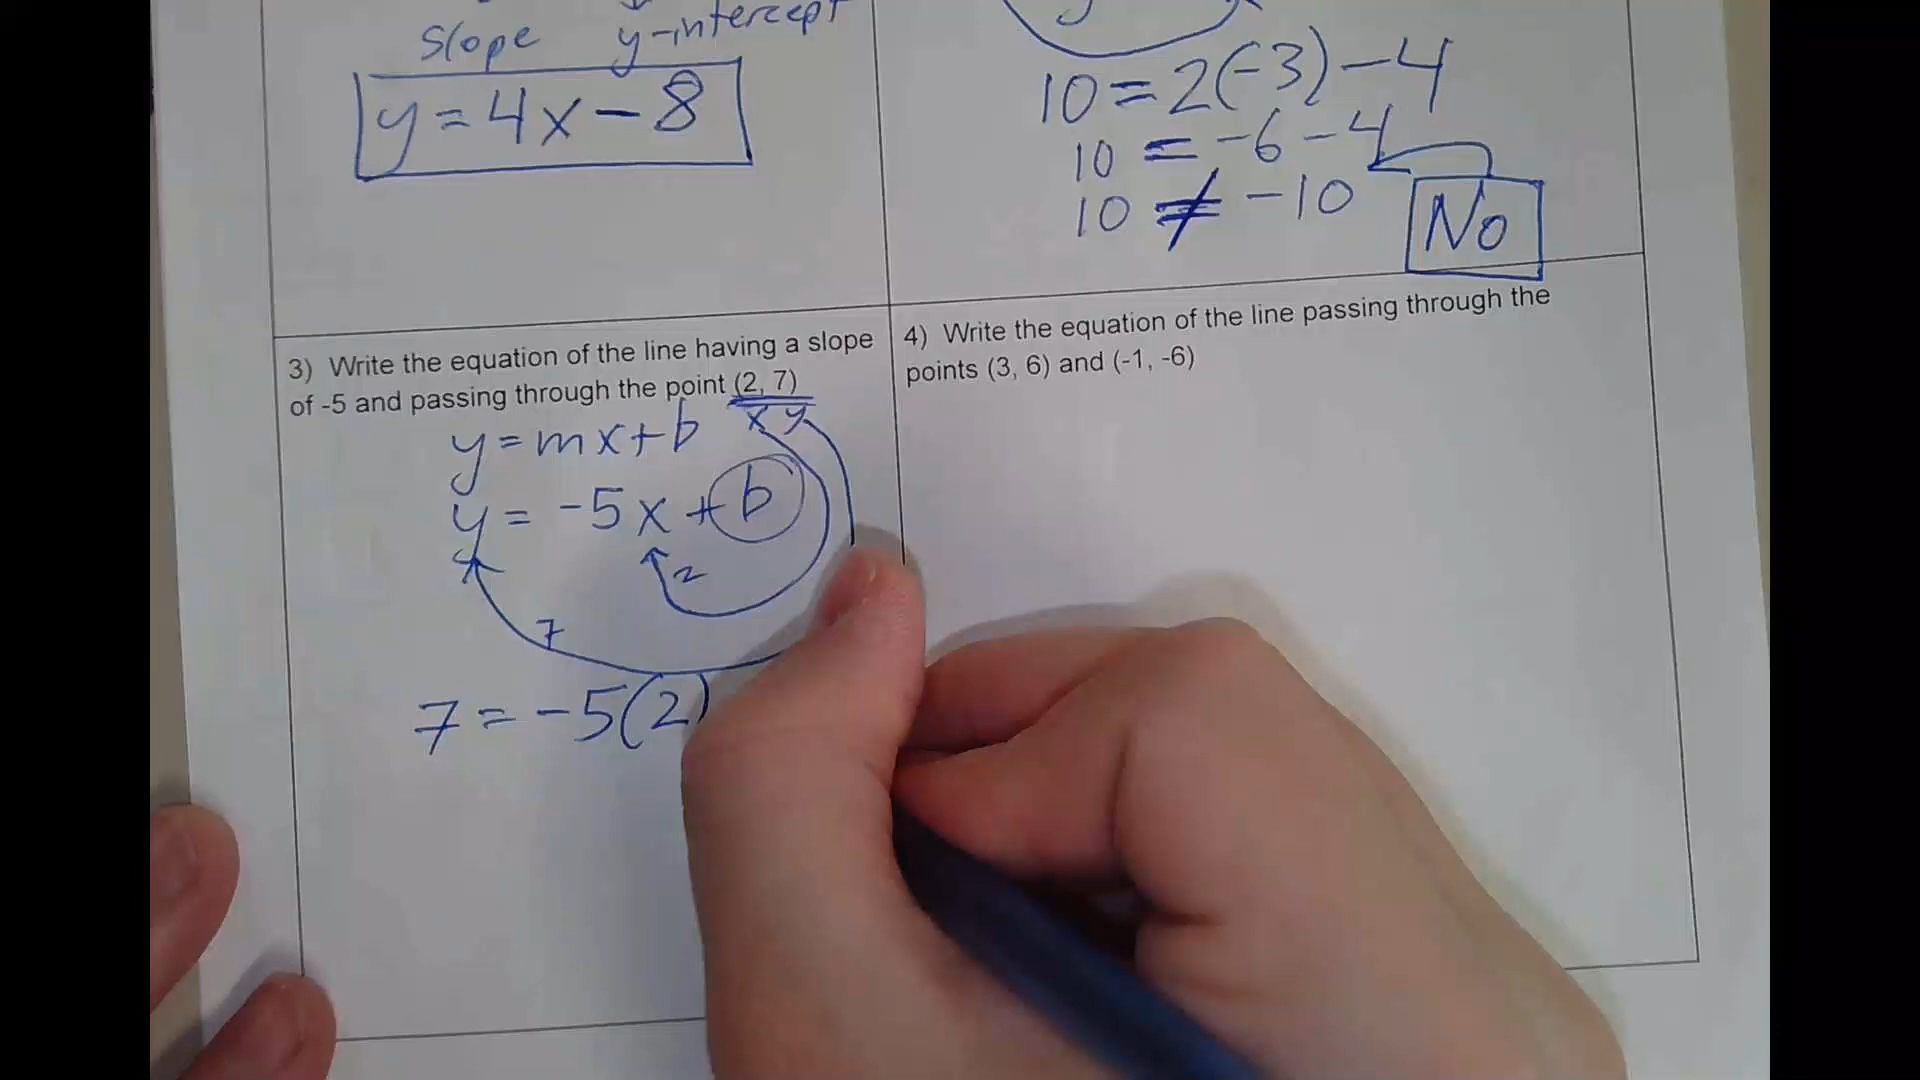 Slope y-intercept
y = 4x - 8
10 = 2(-3) - 4
10 = -6 - 4
10 ≠ -10
No
3) Write the equation of the line having a slope
of -5 and passing through the point (2, 7)
x y
y = mx + b
y = -5x + b
2
7
7 = -5(2)
4) Write the equation of the line passing through the
points (3, 6) and (-1, -6)